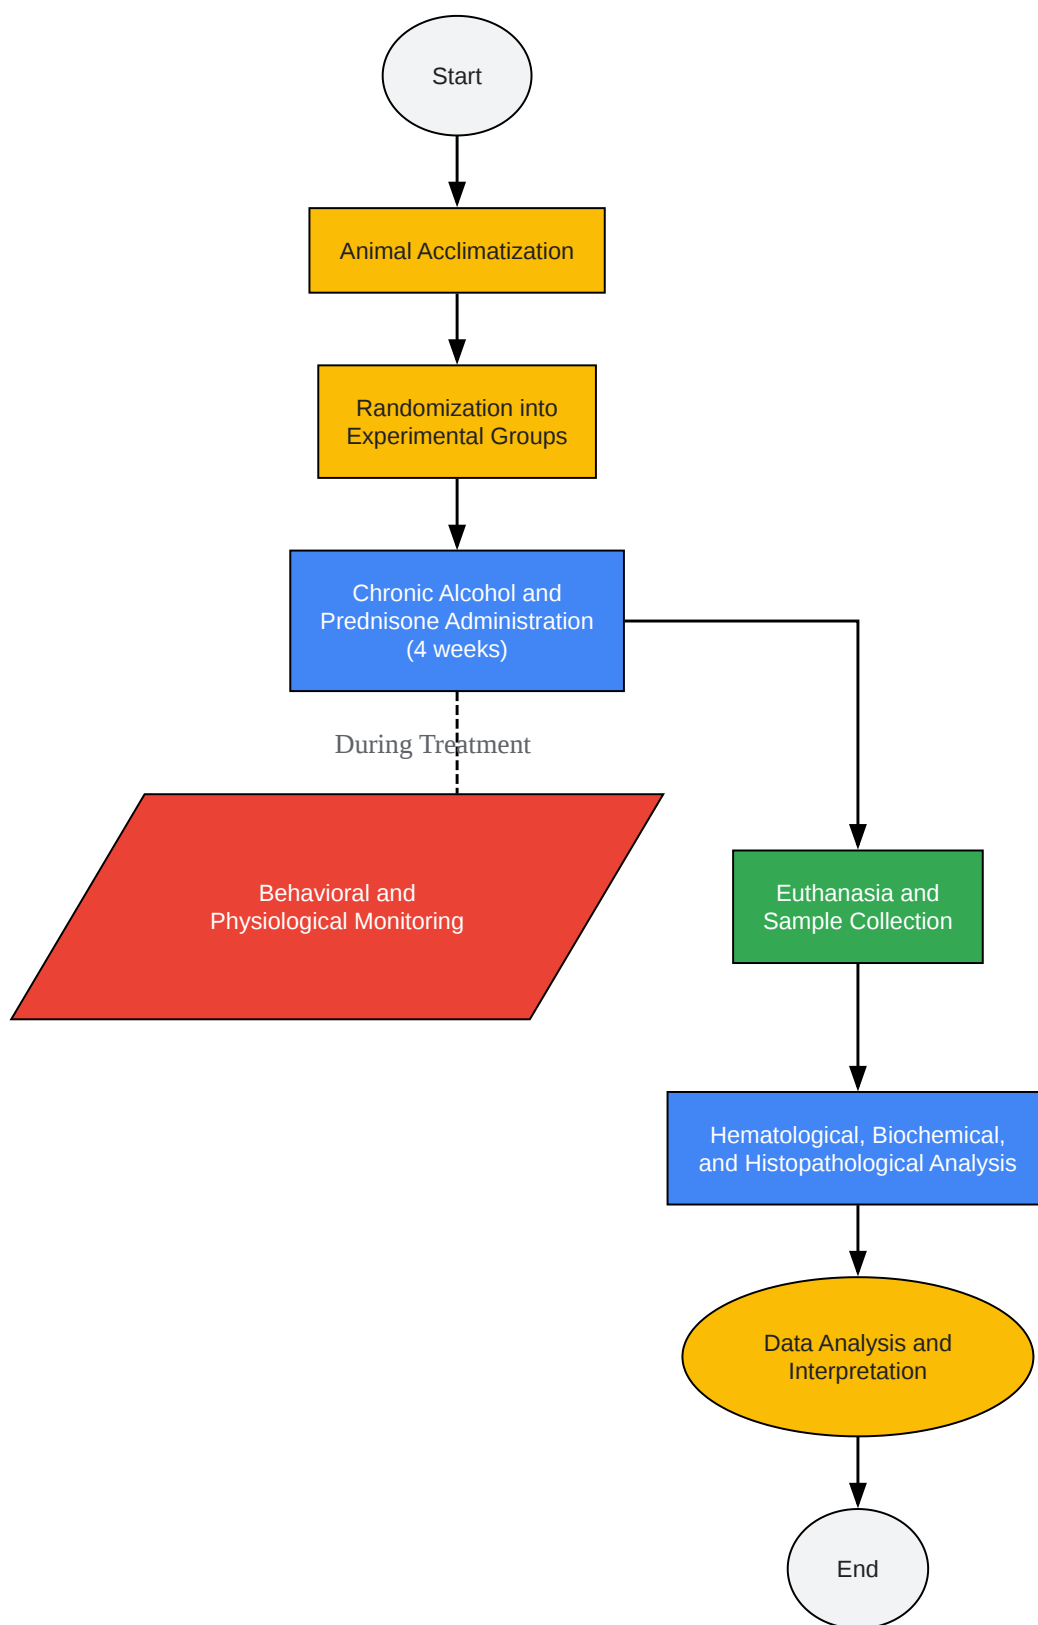 Start
Animal Acclimatization
Randomization into
Experimental Groups
Chronic Alcohol and
Prednisone Administration
(4 weeks)
During Treatment
Behavioral and
Physiological Monitoring
Euthanasia and
Sample Collection
Hematological, Biochemical,
and Histopathological Analysis
Data Analysis and
Interpretation
End